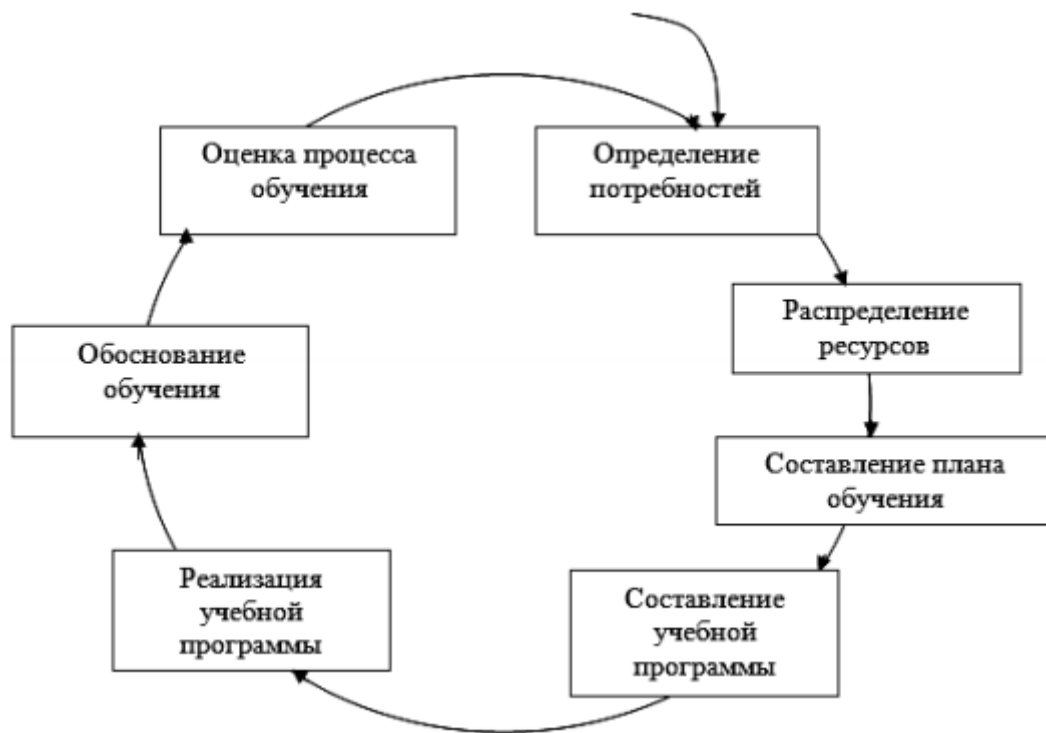 Оценка процесса
обучения
Определение
потребностей
Распределение
ресурсов
Обоснование
обучения
Составление плана
обучения
Реализация
учебной
программы
Составление
учебной
программы